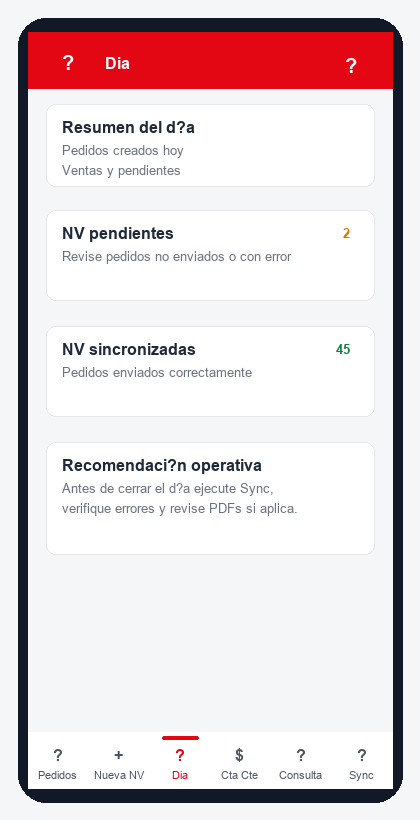 ? Dia ?
Resumen del d?a
Pedidos creados hoy
Ventas y pendientes
NV pendientes 2
Revise pedidos no enviados o con error
NV sincronizadas 45
Pedidos enviados correctamente
Recomendaci?n operativa
Antes de cerrar el d?a ejecute Sync,
verifique errores y revise PDFs si aplica.
? + ? $ ? ?
Pedidos Nueva NV Dia Cta Cte Consulta Sync